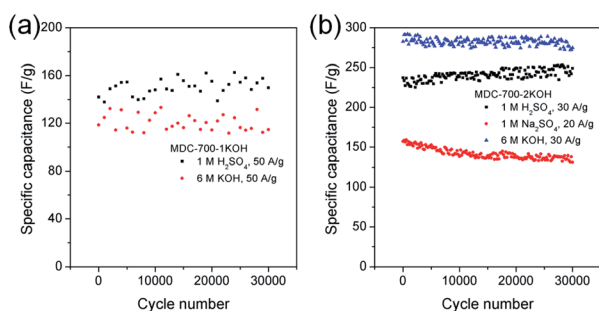 (a)
Specific capacitance (F/g)
200
160
120
80
40
0
MDC-700-1KOH
1 M H₂SO₄, 50 A/g
6 M KOH, 50 A/g
0
10000
20000
30000
Cycle number
(b)
Specific capacitance (F/g)
300
250
200
150
100
50
0
MDC-700-2KOH
1 M H₂SO₄, 30 A/g
1 M Na₂SO₄, 20 A/g
6 M KOH, 30 A/g
0
10000
20000
30000
Cycle number